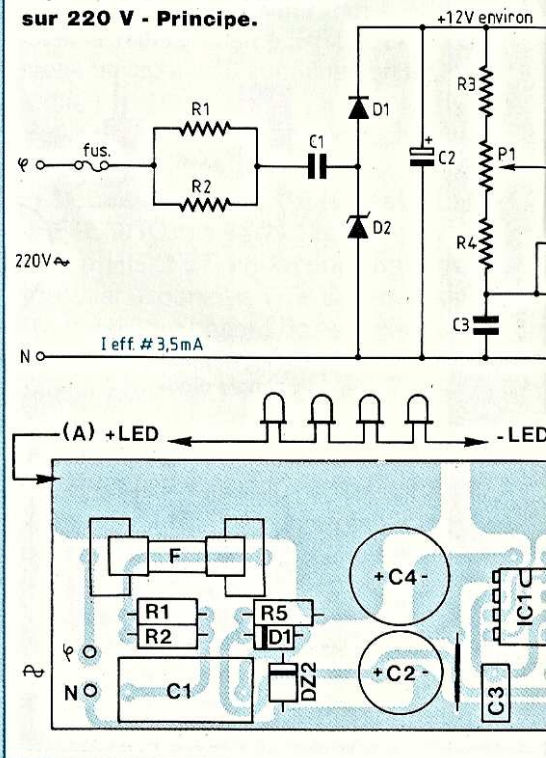 sur 220 V - Principe.
+12V environ
R3
R1
D1
fus.
C1
+
C2
P1
φ
R2
D2
R4
220V ~
C3
N
I eff. # 3,5mA
(A) +LED
-LED
F
+ C4 -
IC1
R1
R5
R2
D1
φ
DZ2
+ C2 -
C3
N
C1